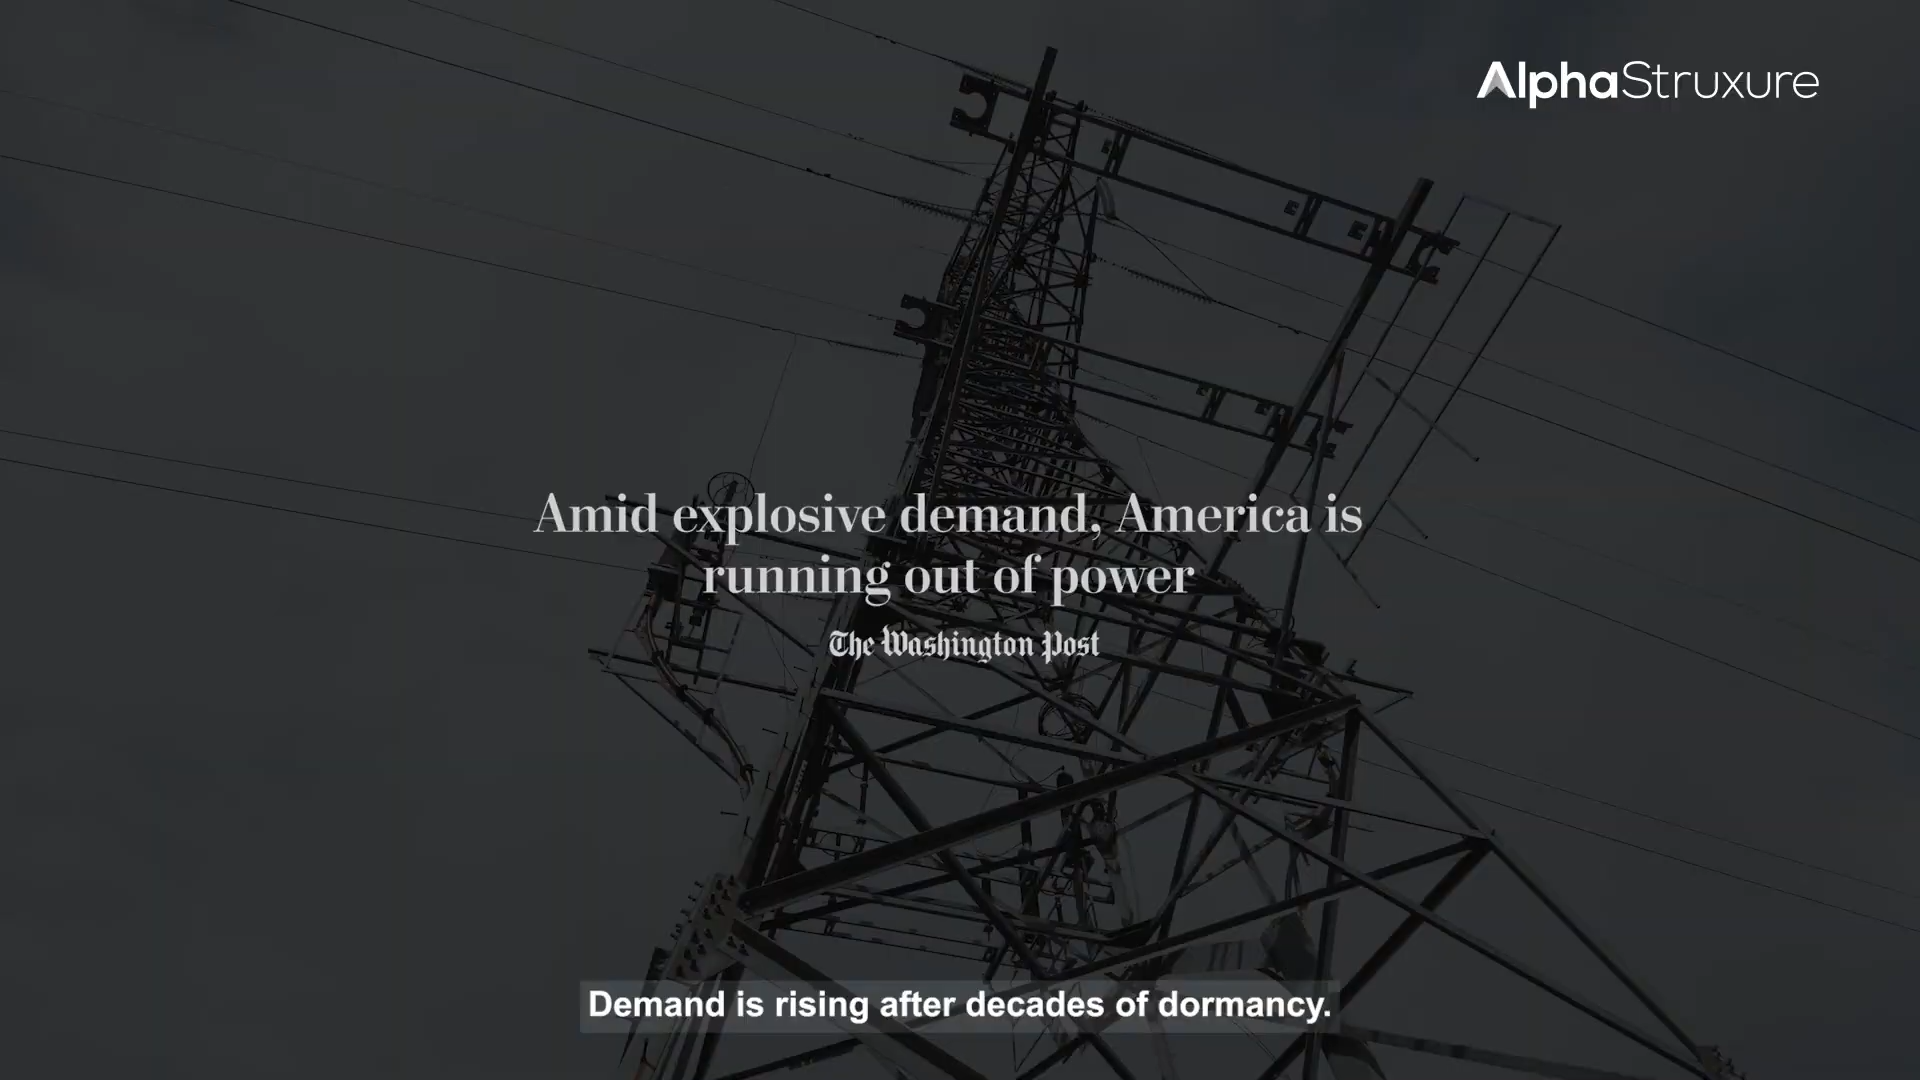 AlphaStruxure
Amid explosive demand, America is
running out of power
The Washington Post
Demand is rising after decades of dormancy.